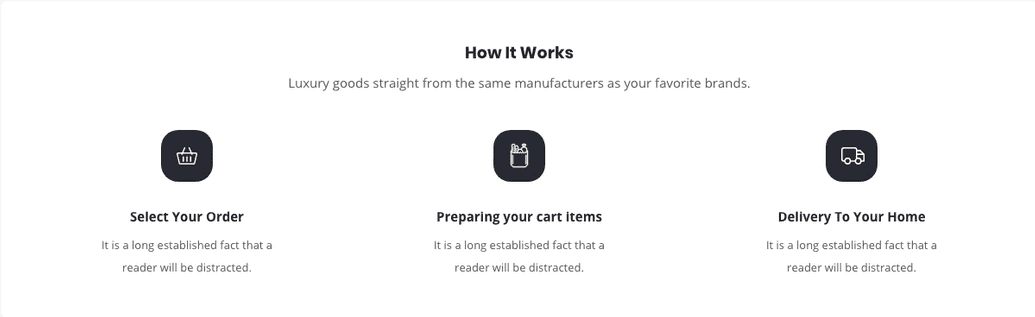 How It Works
Luxury goods straight from the same manufacturers as your favorite brands.
Select Your Order
It is a long established fact that a
reader will be distracted.
Preparing your cart items
It is a long established fact that a
reader will be distracted.
Delivery To Your Home
It is a long established fact that a
reader will be distracted.